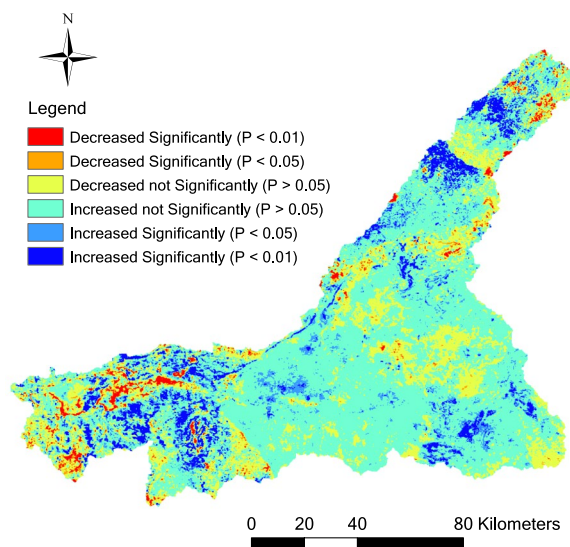 N
Legend
Decreased Significantly (P < 0.01)
Decreased Significantly (P < 0.05)
Decreased not Significantly (P > 0.05)
Increased not Significantly (P > 0.05)
Increased Significantly (P < 0.05)
Increased Significantly (P < 0.01)
0 20 40 80 Kilometers